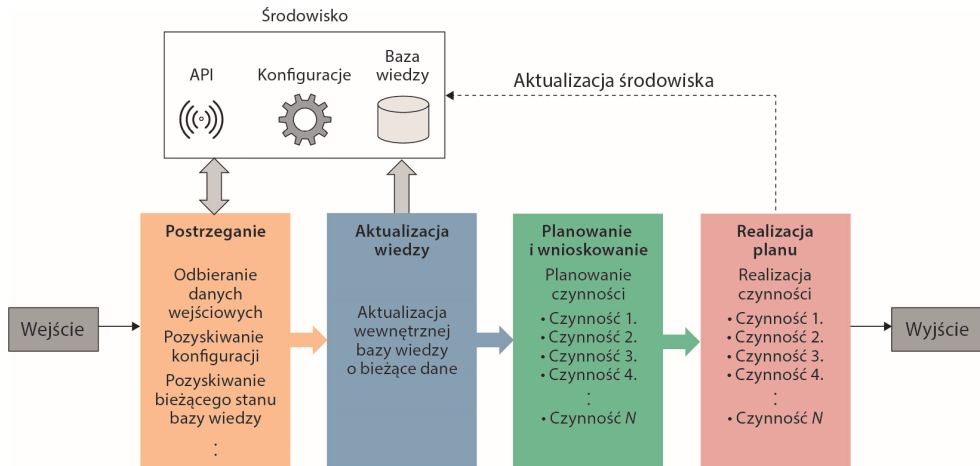 Środowisko
API
Konfiguracje
Baza
wiedzy
Aktualizacja środowiska
Wejście
Postrzeganie
Odbieranie
danych
wejściowych
Pozyskiwanie
konfiguracji
Pozyskiwanie
bieżącego stanu
bazy wiedzy
:
Aktualizacja
wiedzy
Aktualizacja
wewnętrznej
bazy wiedzy
o bieżące dane
Planowanie
i wnioskowanie
Planowanie
czynności
• Czynność 1.
• Czynność 2.
• Czynność 3.
• Czynność 4.
:
• Czynność N
Realizacja
planu
Realizacja
czynności
• Czynność 1.
• Czynność 2.
• Czynność 3.
• Czynność 4.
:
• Czynność N
Wyjście